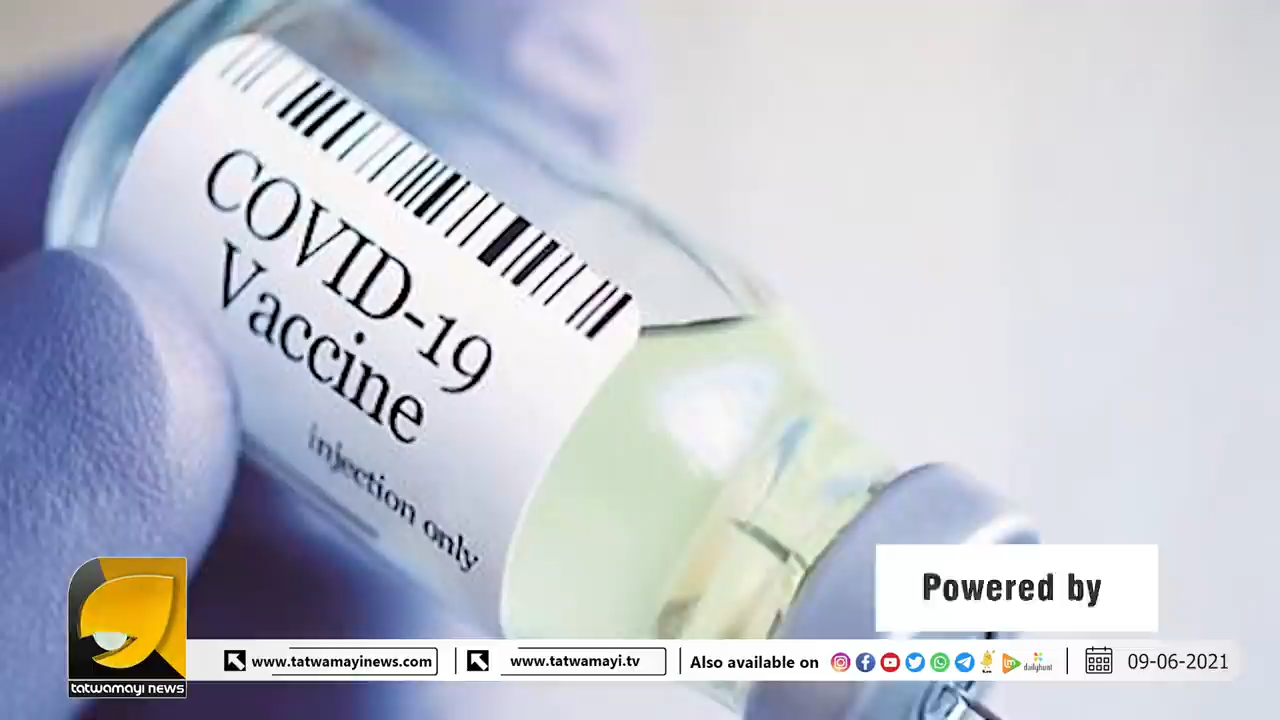 COVID-19
Vaccine
injection only
Powered by
tatwamayi news
www.tatwamayinews.com
www.tatwamayi.tv
Also available on
dailyhunt
09-06-2021